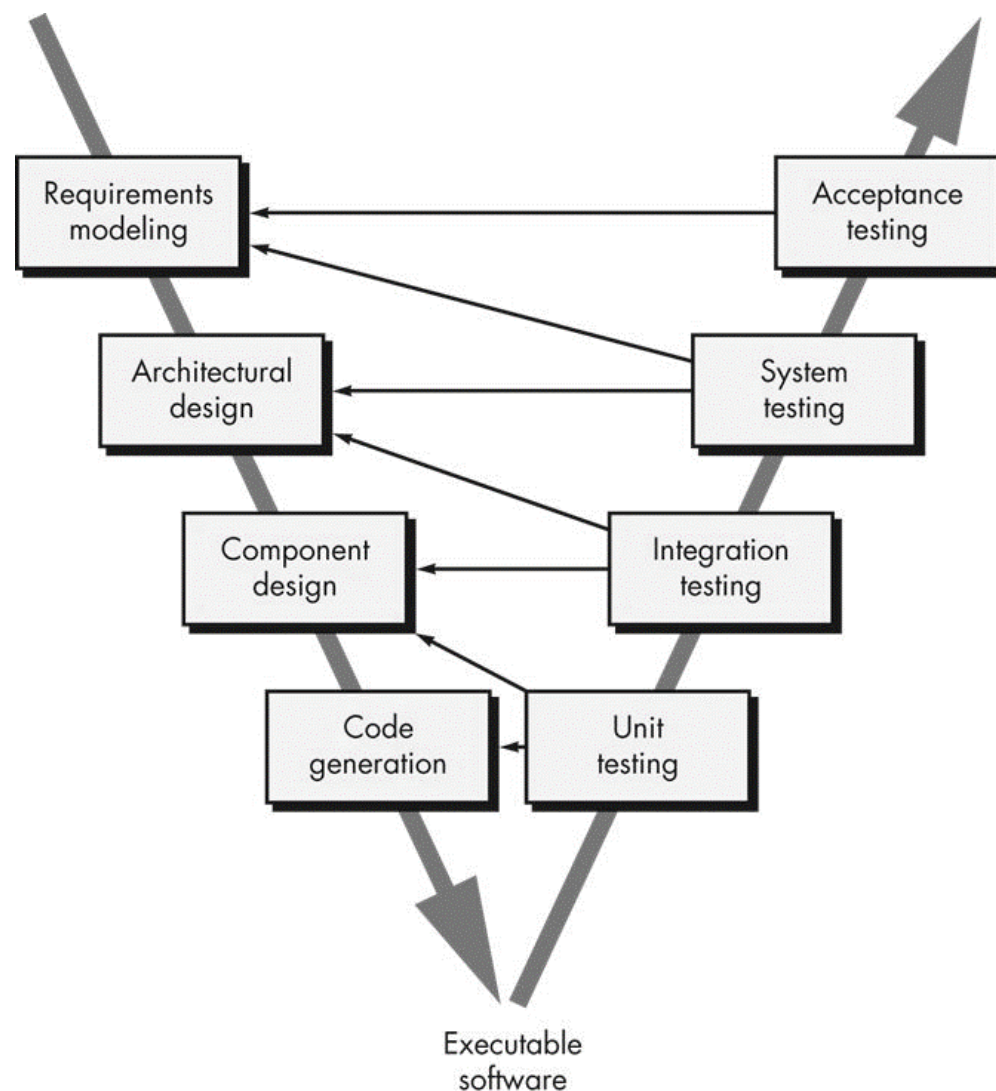 Requirements
modeling
Acceptance
testing
Architectural
design
System
testing
Component
design
Integration
testing
Code
generation
Unit
testing
Executable
software